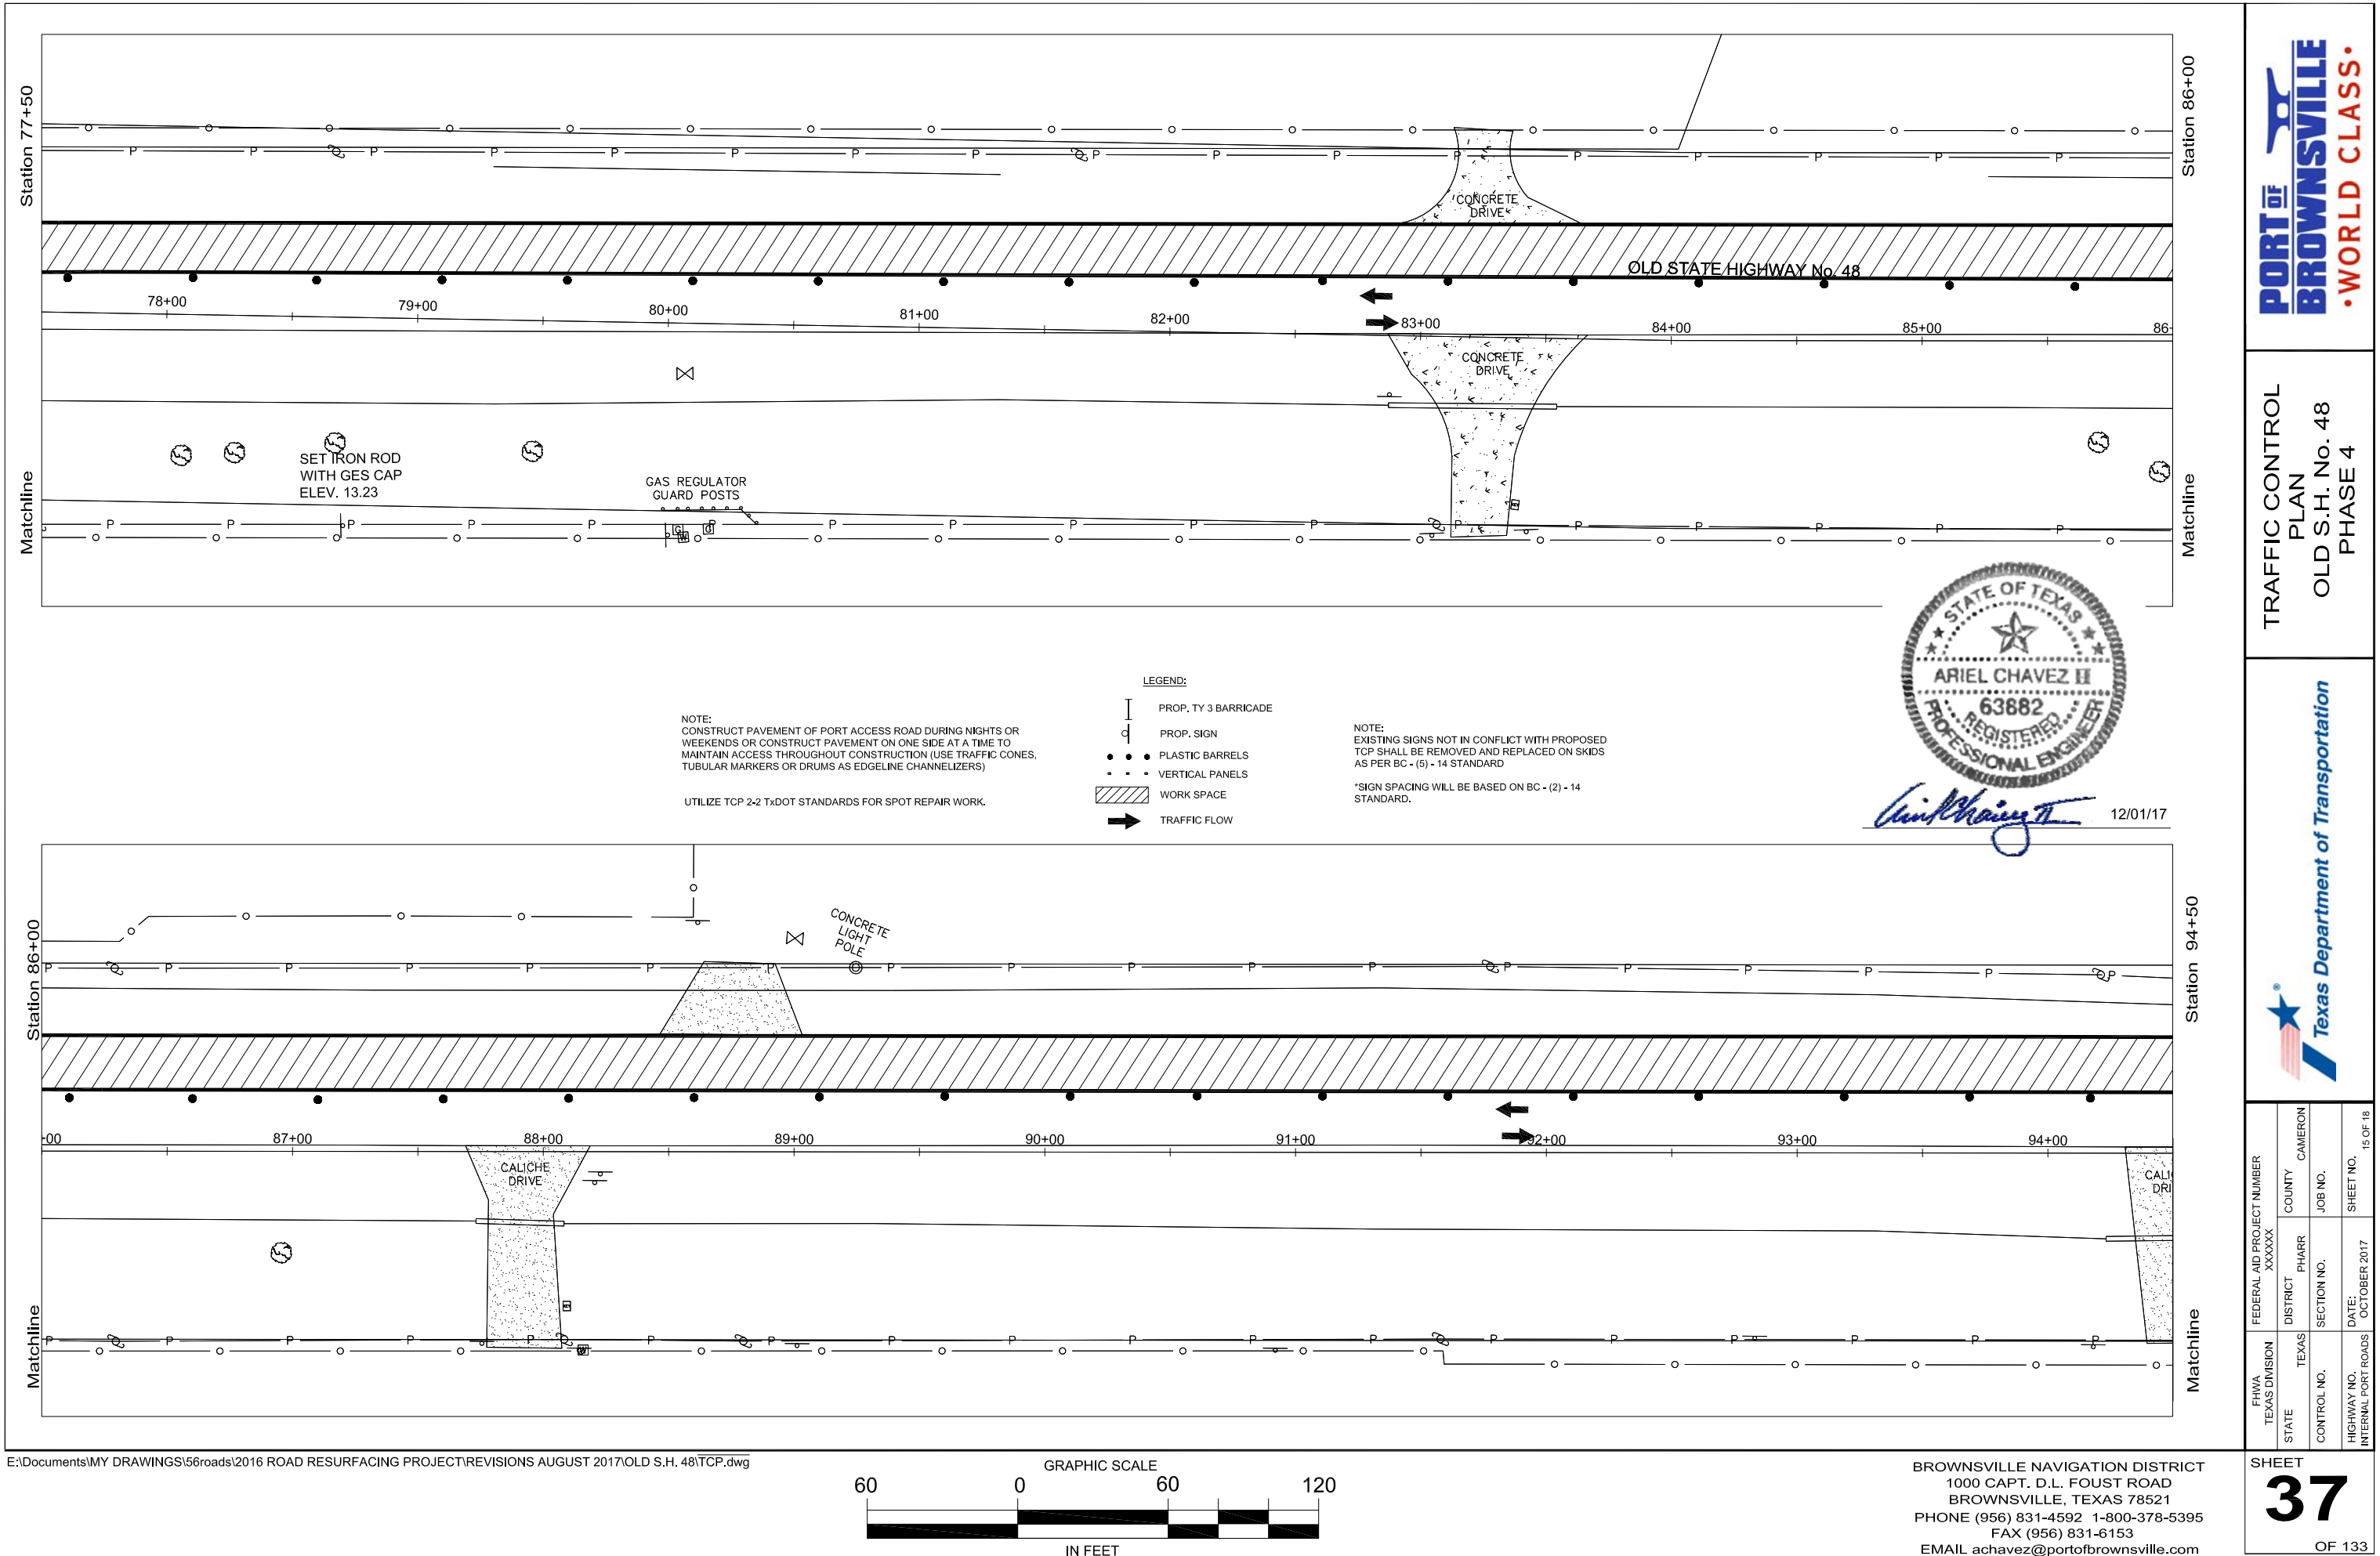 Station 77+50
Matchline
Station 86+00
Matchline
P P P P P P P P P P P P P P P P P
CONCRETE
DRIVE
OLD STATE HIGHWAY No. 48
78+00 79+00 80+00 81+00 82+00 83+00 84+00 85+00 86-
CONCRETE
DRIVE
SET IRON ROD
WITH GES CAP
ELEV. 13.23
GAS REGULATOR
GUARD POSTS
P P P P P P P P P P P P P P P P P
G G
W
NOTE:
CONSTRUCT PAVEMENT OF PORT ACCESS ROAD DURING NIGHTS OR
WEEKENDS OR CONSTRUCT PAVEMENT ON ONE SIDE AT A TIME TO
MAINTAIN ACCESS THROUGHOUT CONSTRUCTION (USE TRAFFIC CONES,
TUBULAR MARKERS OR DRUMS AS EDGELINE CHANNELIZERS)
UTILIZE TCP 2-2 TxDOT STANDARDS FOR SPOT REPAIR WORK.
LEGEND:
PROP. TY 3 BARRICADE
PROP. SIGN
PLASTIC BARRELS
VERTICAL PANELS
WORK SPACE
TRAFFIC FLOW
NOTE:
EXISTING SIGNS NOT IN CONFLICT WITH PROPOSED
TCP SHALL BE REMOVED AND REPLACED ON SKIDS
AS PER BC - (5) - 14 STANDARD
*SIGN SPACING WILL BE BASED ON BC - (2) - 14
STANDARD.
STATE OF TEXAS
ARIEL CHAVEZ II
63882
REGISTERED
PROFESSIONAL ENGINEER
Ariel Chavez II
12/01/17
Station 86+00
Matchline
Station 94+50
Matchline
CONCRETE
LIGHT
POLE
P P P P P P P P P P P P P P P P P P
+00 87+00 88+00 89+00 90+00 91+00 92+00 93+00 94+00
CALICHE
DRIVE
CALI
DRI
P P P P P P P P P P P P P P P P P P
W
E:\Documents\MY DRAWINGS\56roads\2016 ROAD RESURFACING PROJECT\REVISIONS AUGUST 2017\OLD S.H. 48\TCP.dwg
GRAPHIC SCALE
60 0 60 120
IN FEET
BROWNSVILLE NAVIGATION DISTRICT
1000 CAPT. D.L. FOUST ROAD
BROWNSVILLE, TEXAS 78521
PHONE (956) 831-4592 1-800-378-5395
FAX (956) 831-6153
EMAIL achavez@portofbrownsville.com
PORT OF
BROWNSVILLE
•WORLD CLASS•
TRAFFIC CONTROL
PLAN
OLD S.H. No. 48
PHASE 4
Texas Department of Transportation
®
FHWA
TEXAS DIVISION
FEDERAL AID PROJECT NUMBER
XXXXXX
STATE
TEXAS
DISTRICT
PHARR
COUNTY
CAMERON
CONTROL NO.
SECTION NO.
JOB NO.
HIGHWAY NO.
INTERNAL PORT ROADS
DATE:
OCTOBER 2017
SHEET NO.
15 OF 18
SHEET
37
OF 133